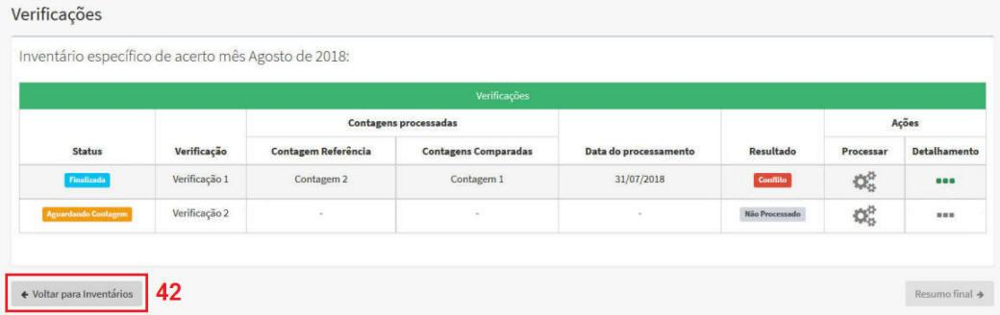 Verificações
Inventário específico de acerto mês Agosto de 2018:
Verificações
Contagens processadas
Ações
Status
Verificação
Contagem Referência
Contagens Comparadas
Data do processamento
Resultado
Processar
Detalhamento
Finalizada
Verificação 1
Contagem 2
Contagem 1
31/07/2018
Conflito
Aguardando Contagem
Verificação 2
-
-
-
Não Processado
← Voltar para Inventários
42
Resumo final →